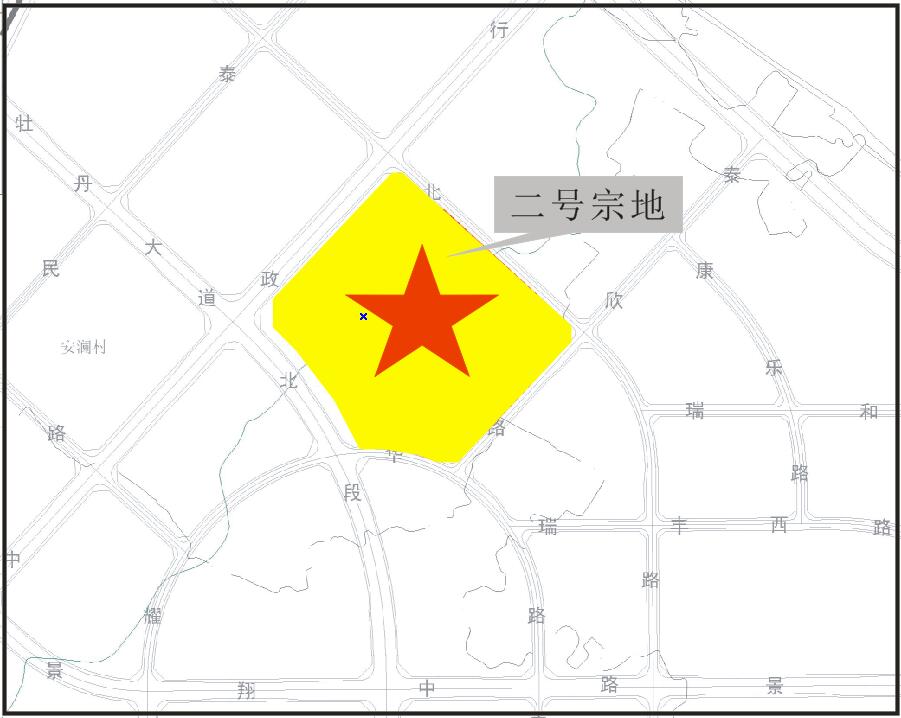 行
泰
牡
丹
北
泰
二号宗地
大
民
政
康
道
欣
安澜村
乐
北
瑞
和
路
路
华
路
段
瑞
丰
西
路
中
路
耀
路
景
翔
中
路
景